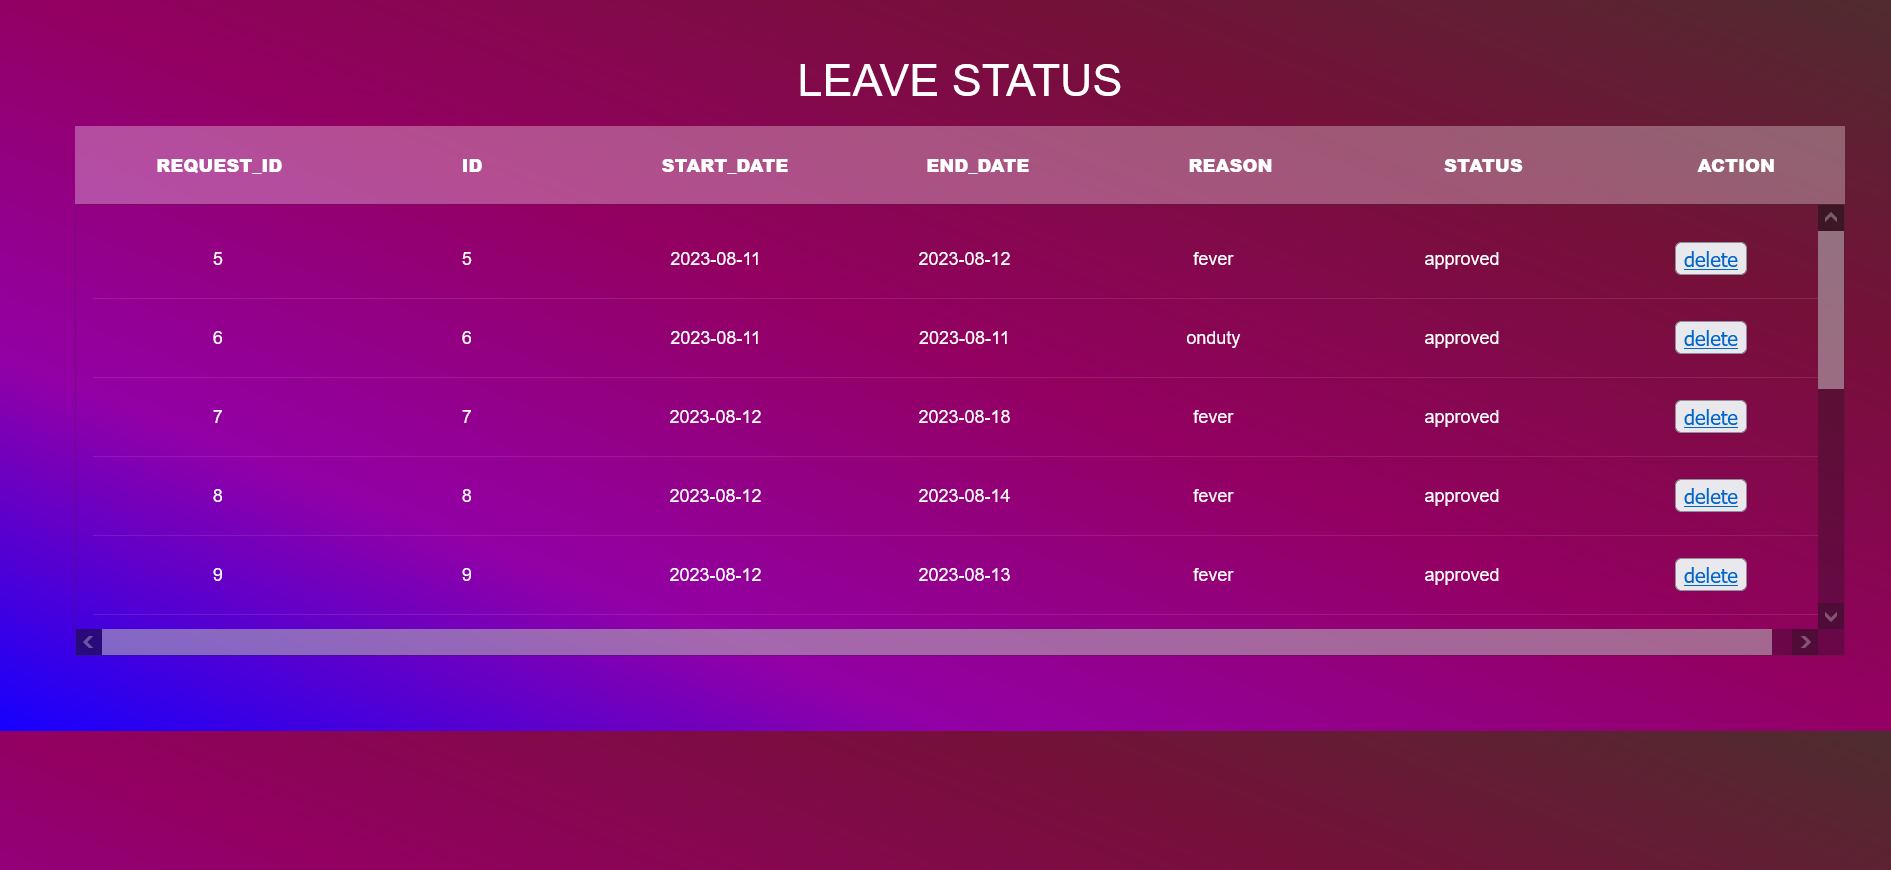 LEAVE STATUS
REQUEST_ID ID START_DATE END_DATE REASON STATUS ACTION
5 5 2023-08-11 2023-08-12 fever approved delete
6 6 2023-08-11 2023-08-11 onduty approved delete
7 7 2023-08-12 2023-08-18 fever approved delete
8 8 2023-08-12 2023-08-14 fever approved delete
9 9 2023-08-12 2023-08-13 fever approved delete